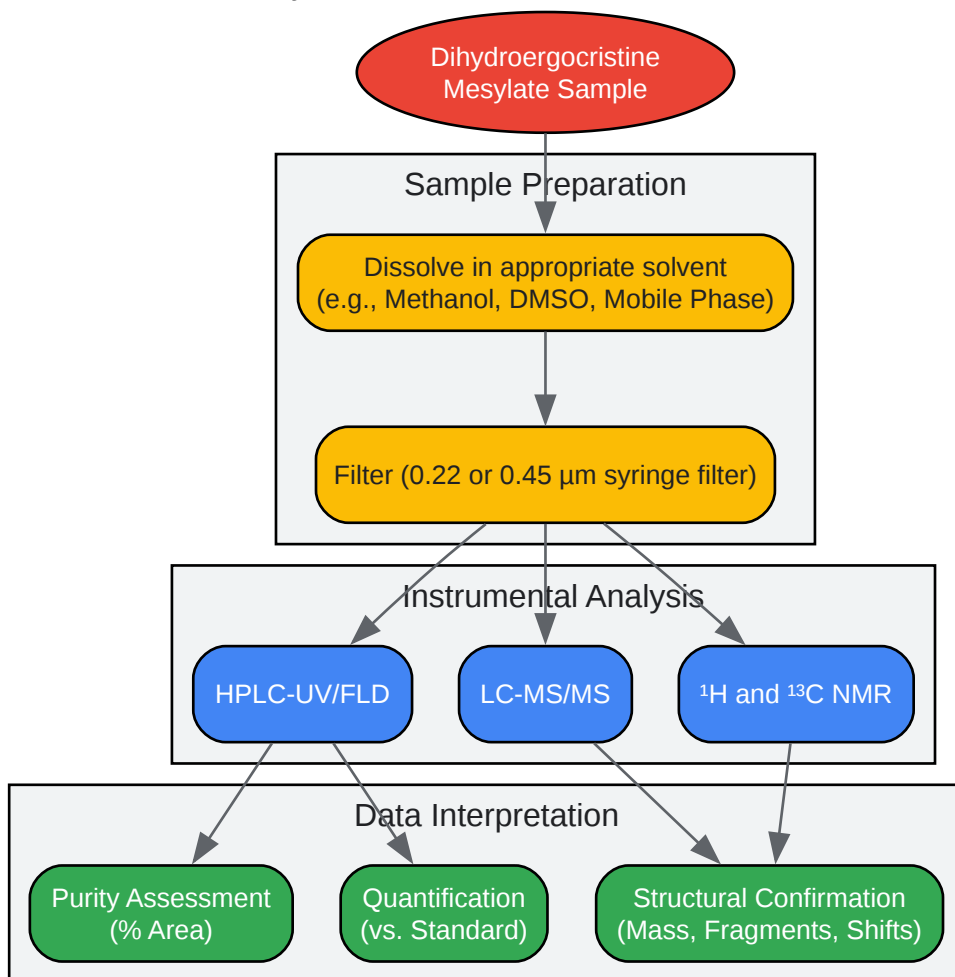 Dihydroergocristine
Mesylate Sample
Sample Preparation
Dissolve in appropriate solvent
(e.g., Methanol, DMSO, Mobile Phase)
Filter (0.22 or 0.45 µm syringe filter)
Instrumental Analysis
HPLC-UV/FLD
LC-MS/MS
¹H and ¹³C NMR
Data Interpretation
Purity Assessment
(% Area)
Quantification
(vs. Standard)
Structural Confirmation
(Mass, Fragments, Shifts)